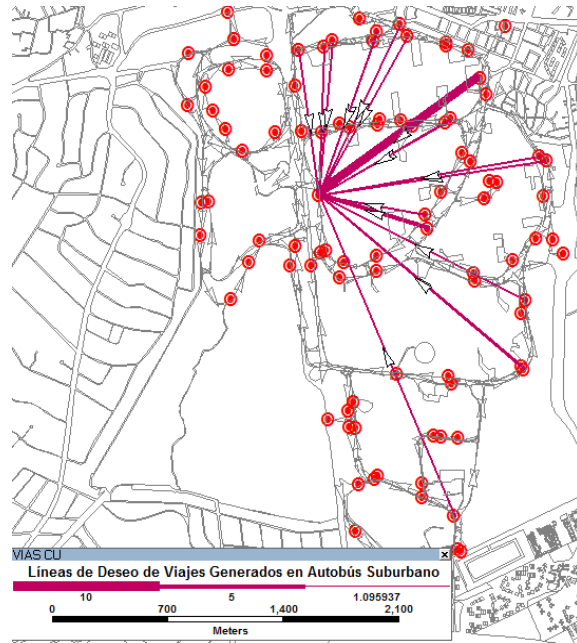 VIAS CU
Líneas de Deseo de Viajes Generados en Autobús Suburbano
10 5 1.095937
0 700 1,400 2,100
Meters